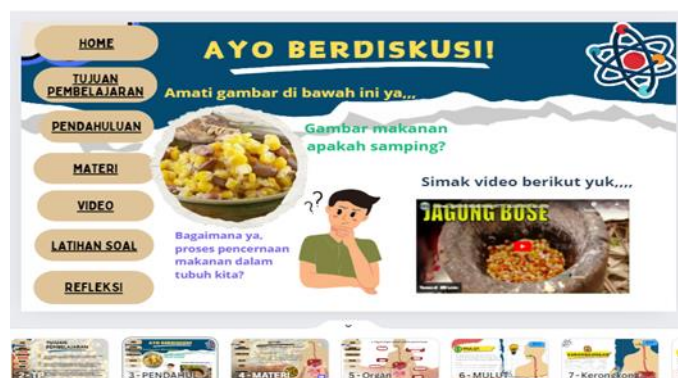 HOME
TUJUAN
PEMBELAJARAN
PENDAHULUAN
MATERI
VIDEO
LATIHAN SOAL
REFLEKSI
AYO BERDISKUSI!
Amati gambar di bawah ini ya,,,
Gambar makanan
apakah samping?
??
Bagaimana ya,
proses pencernaan
makanan dalam
tubuh kita?
Simak video berikut yuk,,,,
JAGUNG BOSE
3 - PENDAHUL
4 - MATERI
5 - Organ
6 - MULUT
7 - Kerongkong